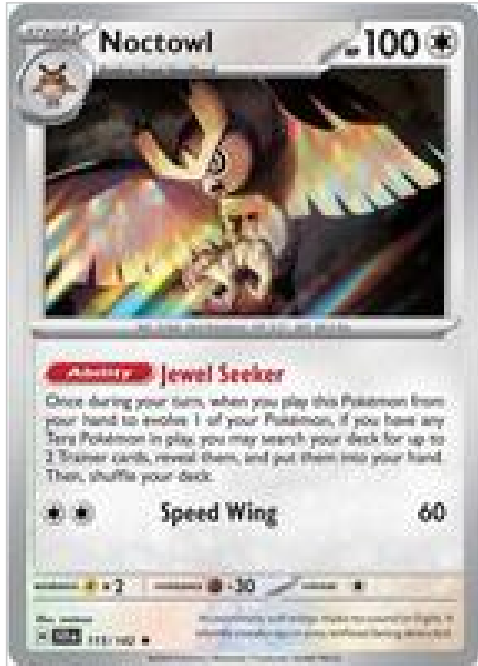 Noctowl
100
Ability Jewel Seeker
Once during your turn, when you play this Pokémon from
your hand to evolve 1 of your Pokémon, if you have any
Tera Pokémon in play, you may search your deck for up to
2 Trainer cards, reveal them, and put them into your hand.
Then, shuffle your deck.
Speed Wing 60
×2 -30
115/142